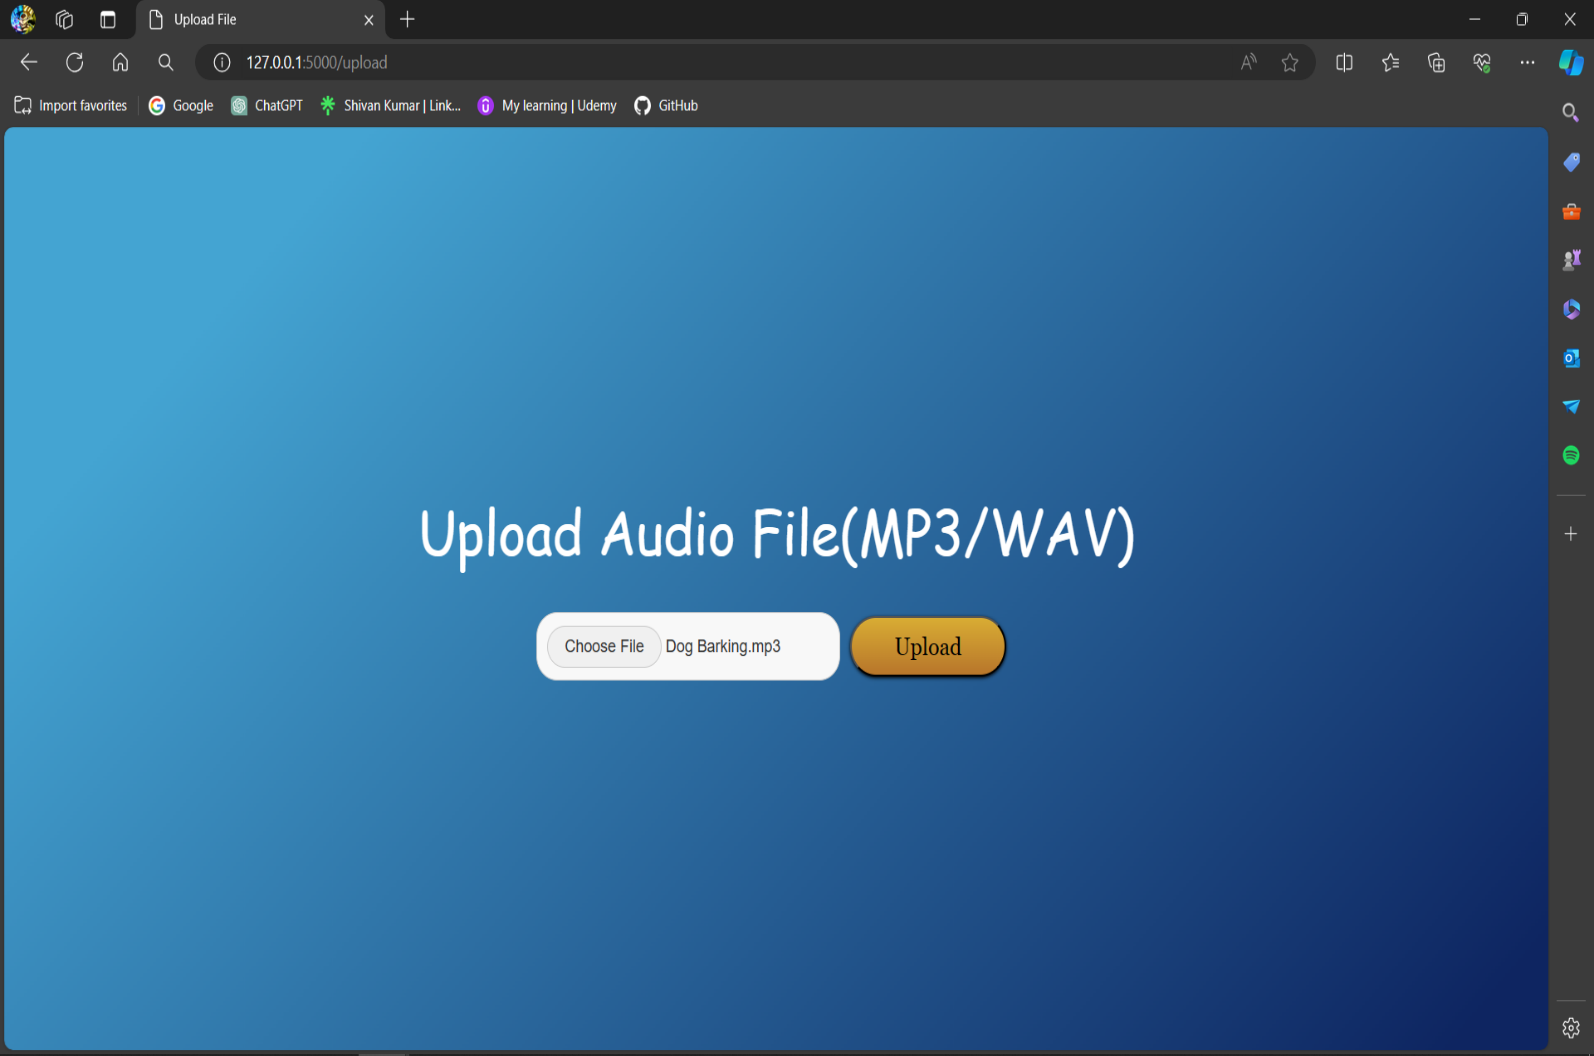 Upload File
127.0.0.1:5000/upload
Import favorites Google ChatGPT Shivan Kumar | Link... My learning | Udemy GitHub
Upload Audio File(MP3/WAV)
Choose File Dog Barking.mp3 Upload